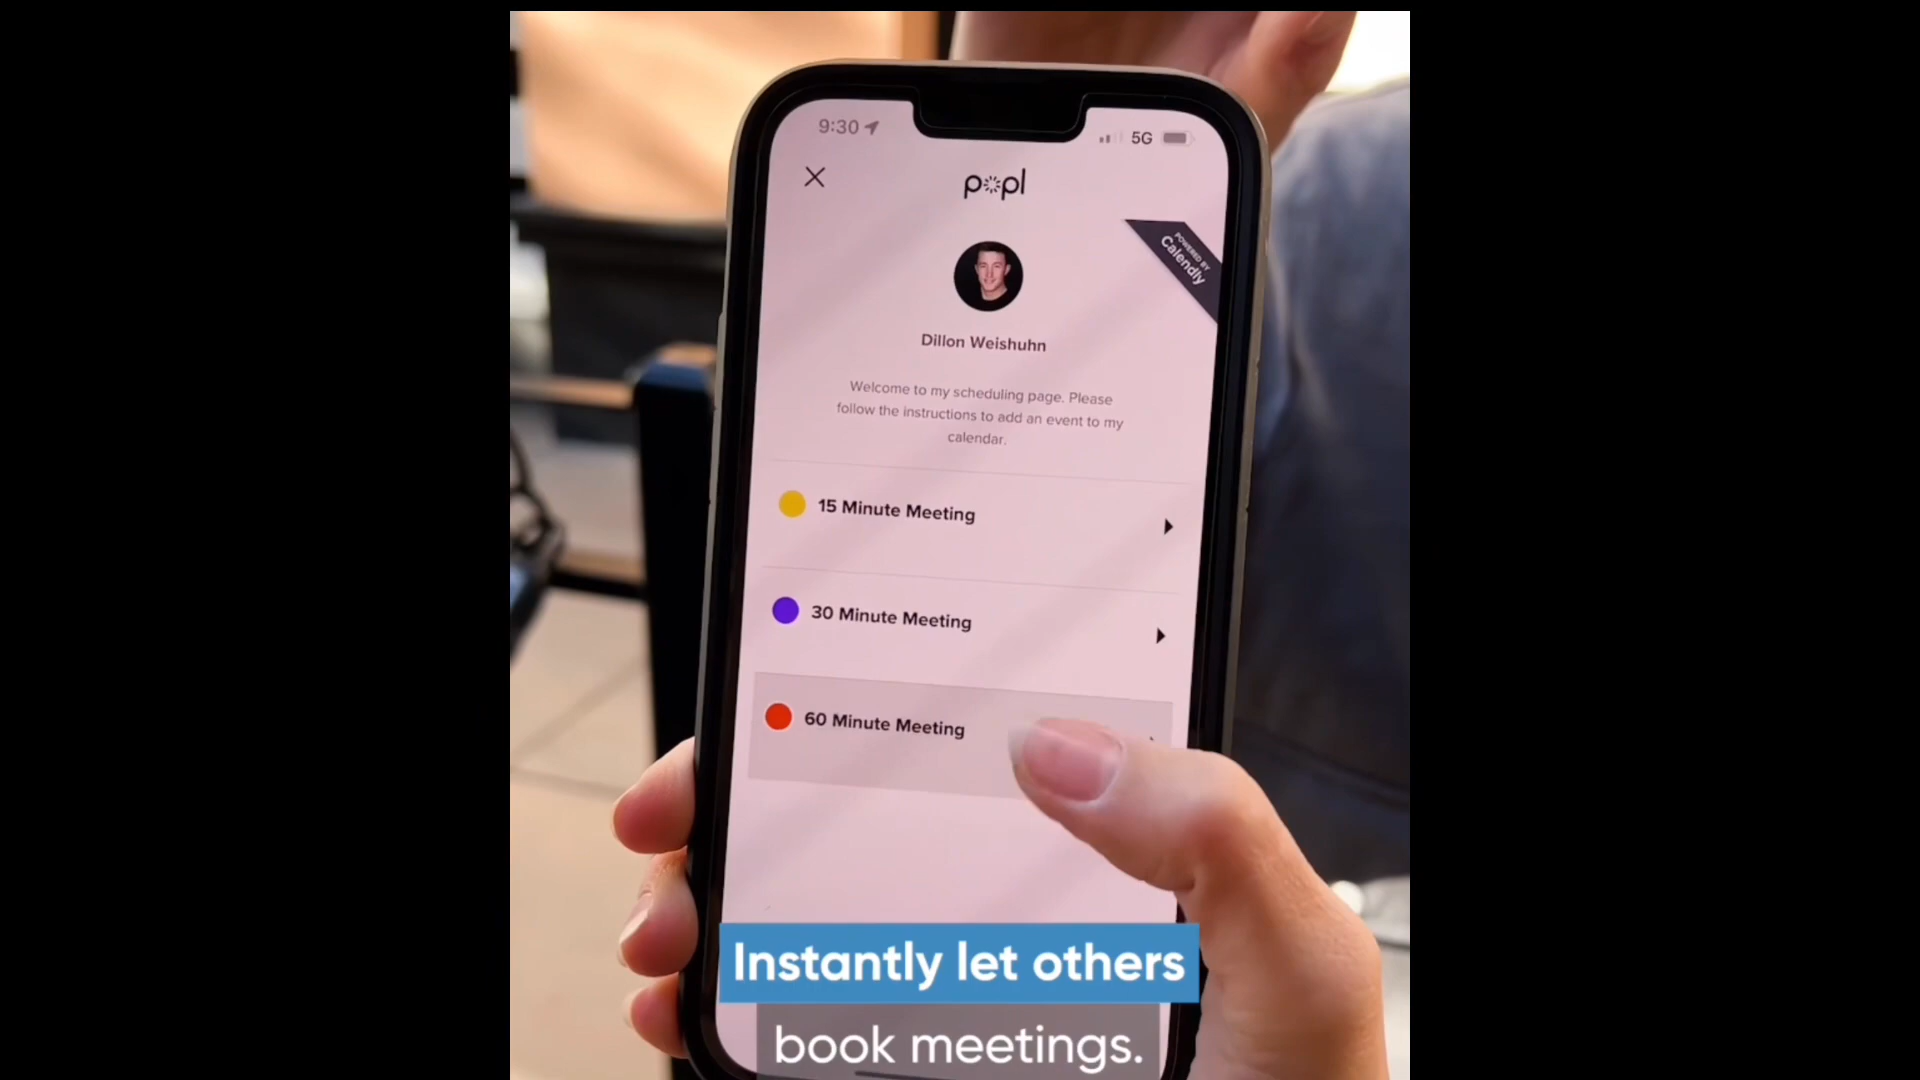 9:30
5G
popl
POWERED BY
Calendly
Dillon Weishuhn
Welcome to my scheduling page. Please
follow the instructions to add an event to my
calendar.
15 Minute Meeting
30 Minute Meeting
60 Minute Meeting
Instantly let others
book meetings.